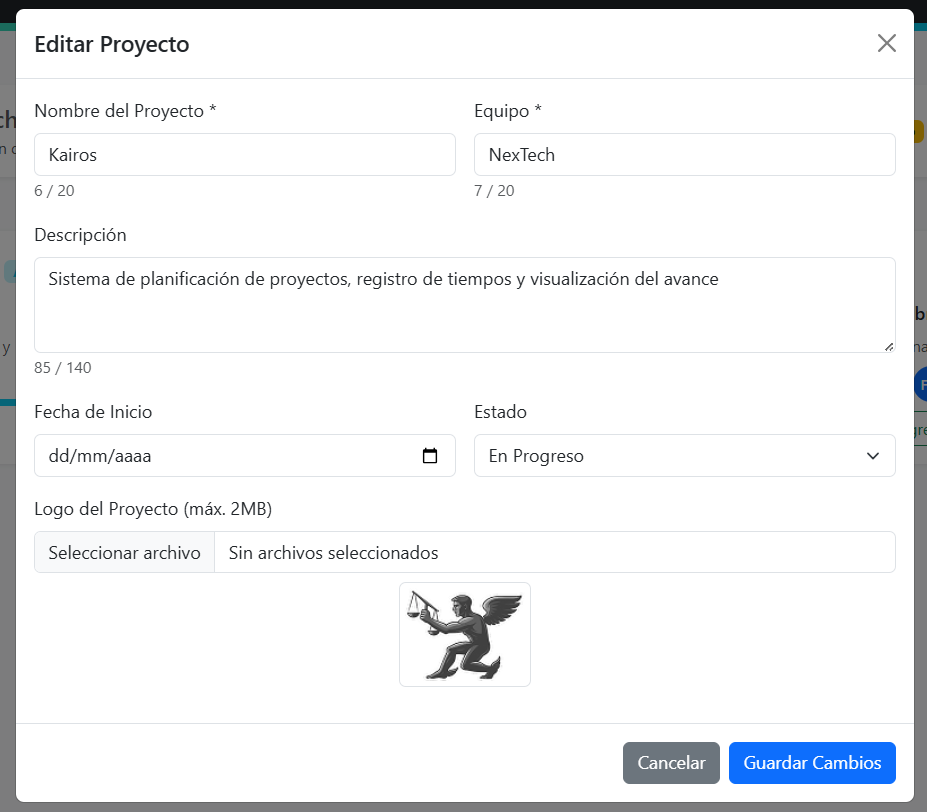 Editar Proyecto
Nombre del Proyecto *
Equipo *
Kairos
NexTech
6 / 20
7 / 20
Descripción
Sistema de planificación de proyectos, registro de tiempos y visualización del avance
85 / 140
Fecha de Inicio
Estado
dd/mm/aaaa
En Progreso
Logo del Proyecto (máx. 2MB)
Seleccionar archivo
Sin archivos seleccionados
Cancelar
Guardar Cambios